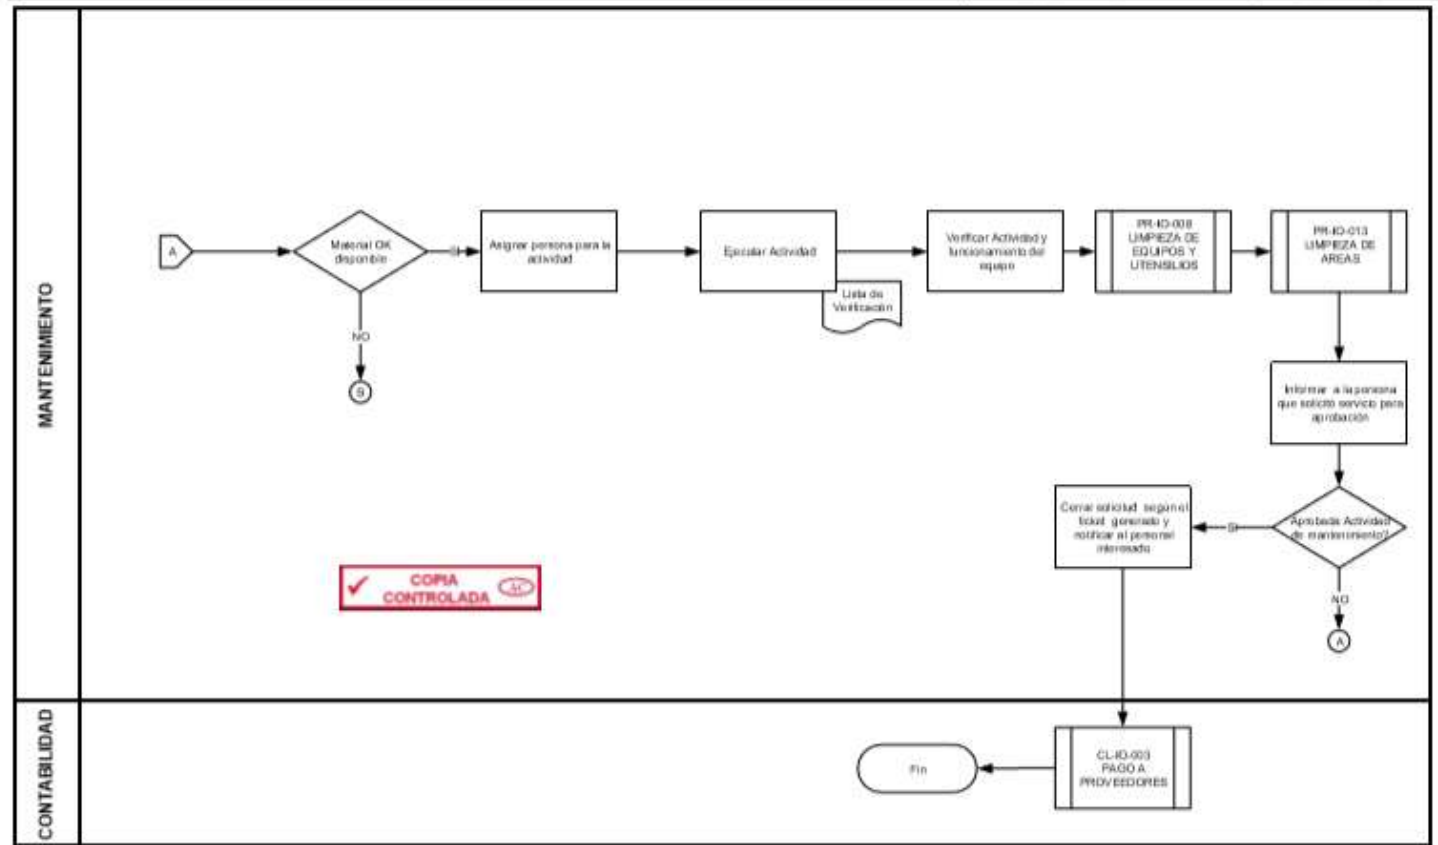 MANTENIMIENTO
A
Material OK
disponible
SI
Asignar persona para la
actividad
Ejecutar Actividad
Lista de
Verificación
Verificar Actividad y
funcionamiento del
equipo
PR-IO-008
LIMPIEZA DE
EQUIPOS Y
UTENSILIOS
PR-IO-013
LIMPIEZA DE
AREAS
NO
B
Informar a la persona
que solicitó servicio para
aprobación
Aprobada Actividad
de mantenimiento?
SI
Cerrar solicitud según el
ticket generado y
notificar al personal
interesado
NO
A
COPIA
CONTROLADA
AC
CONTABILIDAD
CL-IO-003
PAGO A
PROVEEDORES
Fin